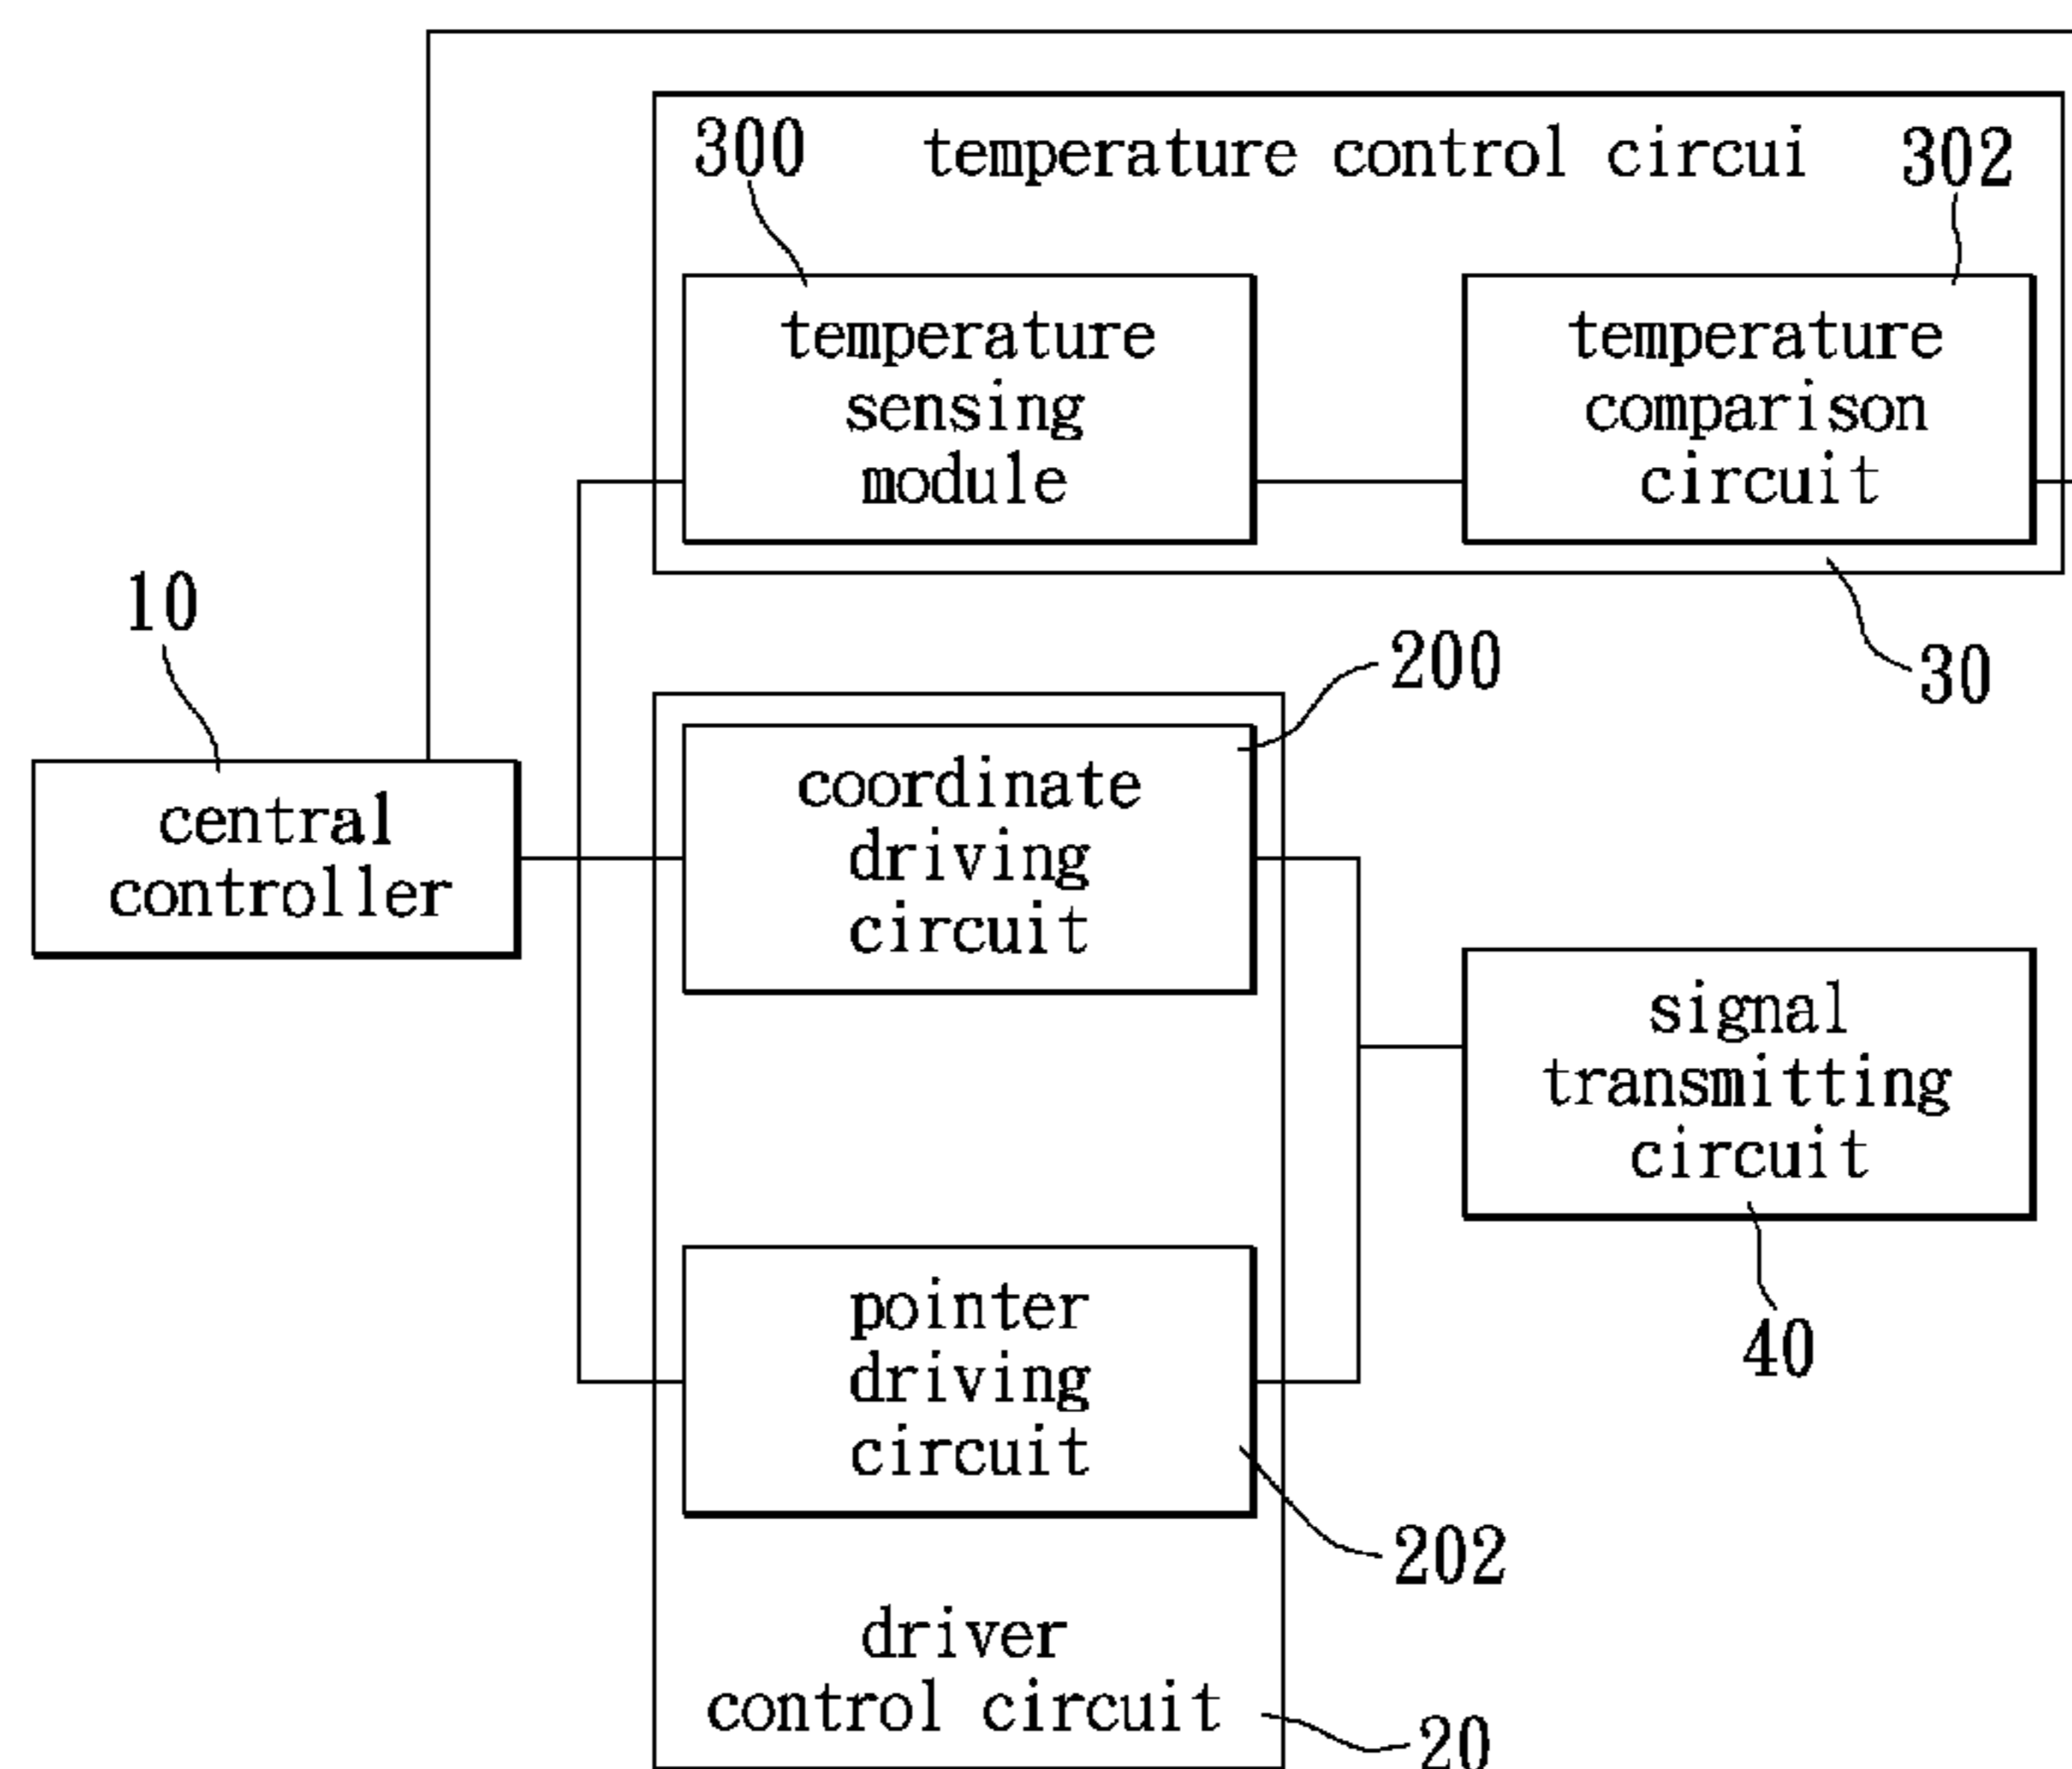 300
temperature control circui
302
temperature
sensing
module
temperature
comparison
circuit
10
30
200
central
controller
coordinate
driving
circuit
signal
transmitting
circuit
40
pointer
driving
circuit
202
driver
control circuit
20